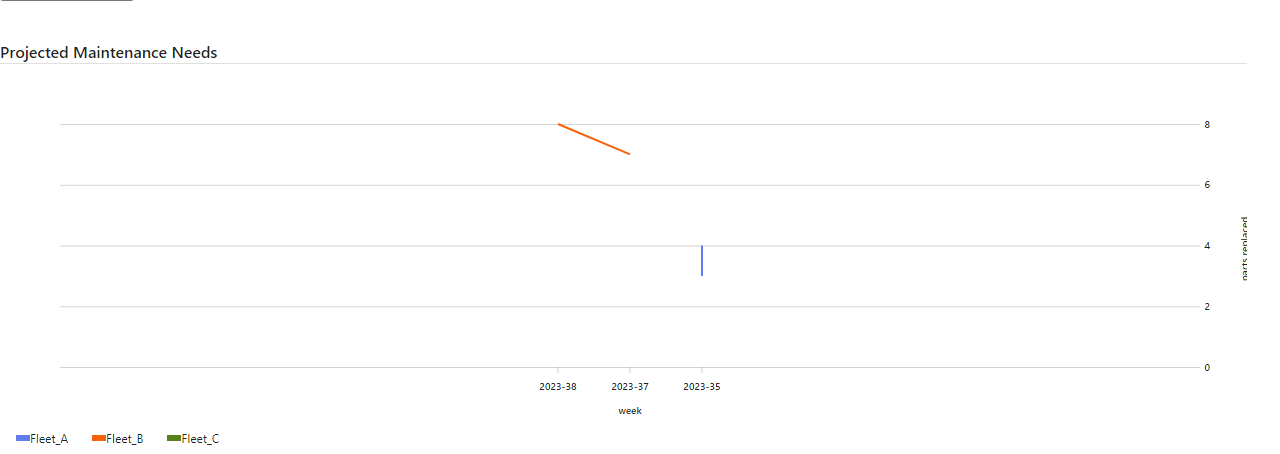 Projected Maintenance Needs
8
6
4
2
0
parts replaced
2023-38 2023-37 2023-35
week
Fleet_A Fleet_B Fleet_C